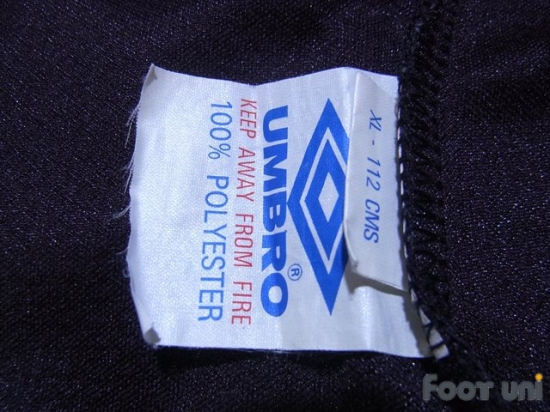 XL - 112 CMS
UMBRO®
KEEP AWAY FROM FIRE
100% POLYESTER
FOOT UNI